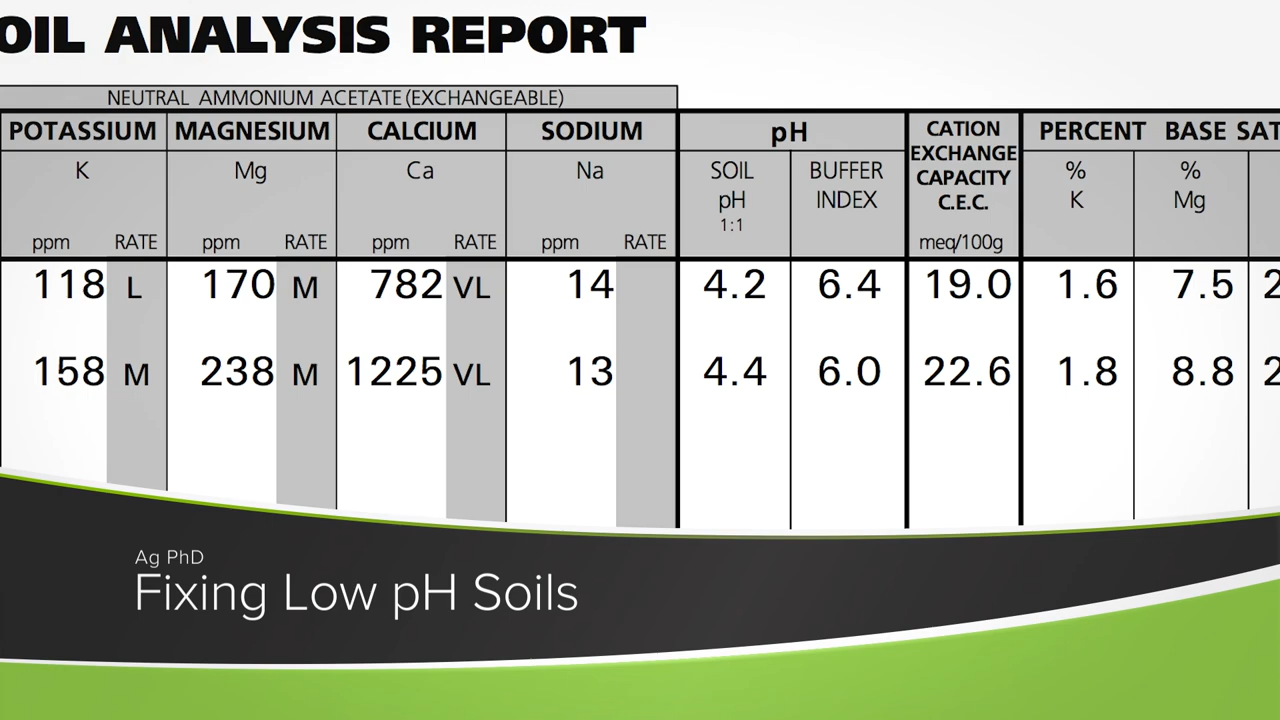 OIL ANALYSIS REPORT
NEUTRAL AMMONIUM ACETATE (EXCHANGEABLE)
POTASSIUM MAGNESIUM CALCIUM SODIUM pH CATION EXCHANGE CAPACITY C.E.C. PERCENT BASE SAT
K Mg Ca Na SOIL pH 1:1 BUFFER INDEX % K % Mg
ppm RATE ppm RATE ppm RATE ppm RATE meq/100g
118 L 170 M 782 VL 14 4.2 6.4 19.0 1.6 7.5 2
158 M 238 M 1225 VL 13 4.4 6.0 22.6 1.8 8.8 2
Ag PhD
Fixing Low pH Soils